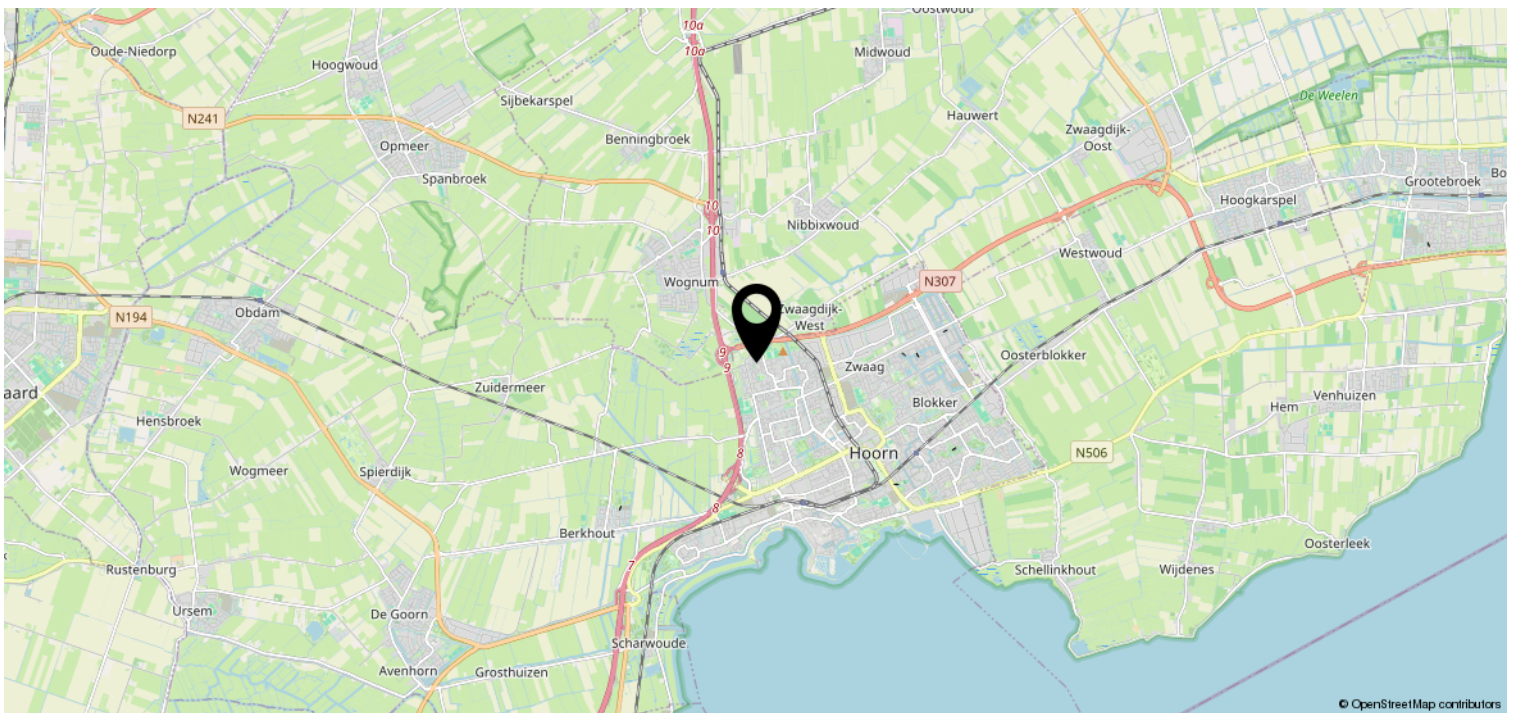 10a
Oostwoud
Oude-Niedorp
10a
Midwoud
Hoogwoud
De Weelen
Sijbekarspel
N241
Hauwert
Zwaagdijk-
Oost
Benningbroek
Opmeer
Spanbroek
Grootebroek
Bo
10
Hoogkarspel
Nibbixwoud
10
Westwoud
Wognum
N307
Obdam
N194
Zwaagdijk-
West
9
Oosterblokker
9
Zwaag
Zuidermeer
aard
Venhuizen
Blokker
Hem
Hensbroek
8
Hoorn
N506
Wogmeer
Spierdijk
8
Berkhout
Oosterleek
7
Rustenburg
Schellinkhout
Wijdenes
Ursem
De Goorn
Scharwoude
Avenhorn
Grosthuizen
© OpenStreetMap contributors